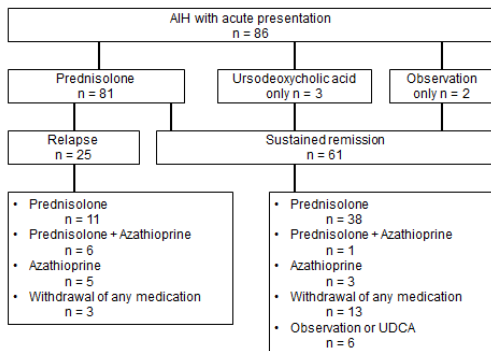 AIH with acute presentation
n = 86
Prednisolone
n = 81
Ursodeoxycholic acid
only n = 3
Observation
only n = 2
Relapse
n = 25
Sustained remission
n = 61
• Prednisolone
n = 11
• Prednisolone + Azathioprine
n = 6
• Azathioprine
n = 5
• Withdrawal of any medication
n = 3
• Prednisolone
n = 38
• Prednisolone + Azathioprine
n = 1
• Azathioprine
n = 3
• Withdrawal of any medication
n = 13
• Observation or UDCA
n = 6